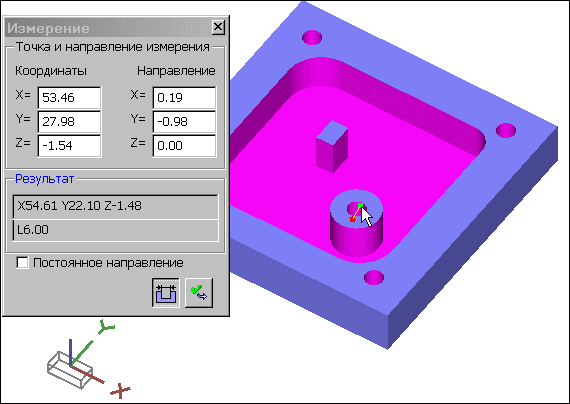 Измерение
Точка и направление измерения
Координаты Направление
X= 53.46 X= 0.19
Y= 27.98 Y= -0.98
Z= -1.54 Z= 0.00
Результат
X54.61 Y22.10 Z-1.48
L6.00
Постоянное направление
Y
X